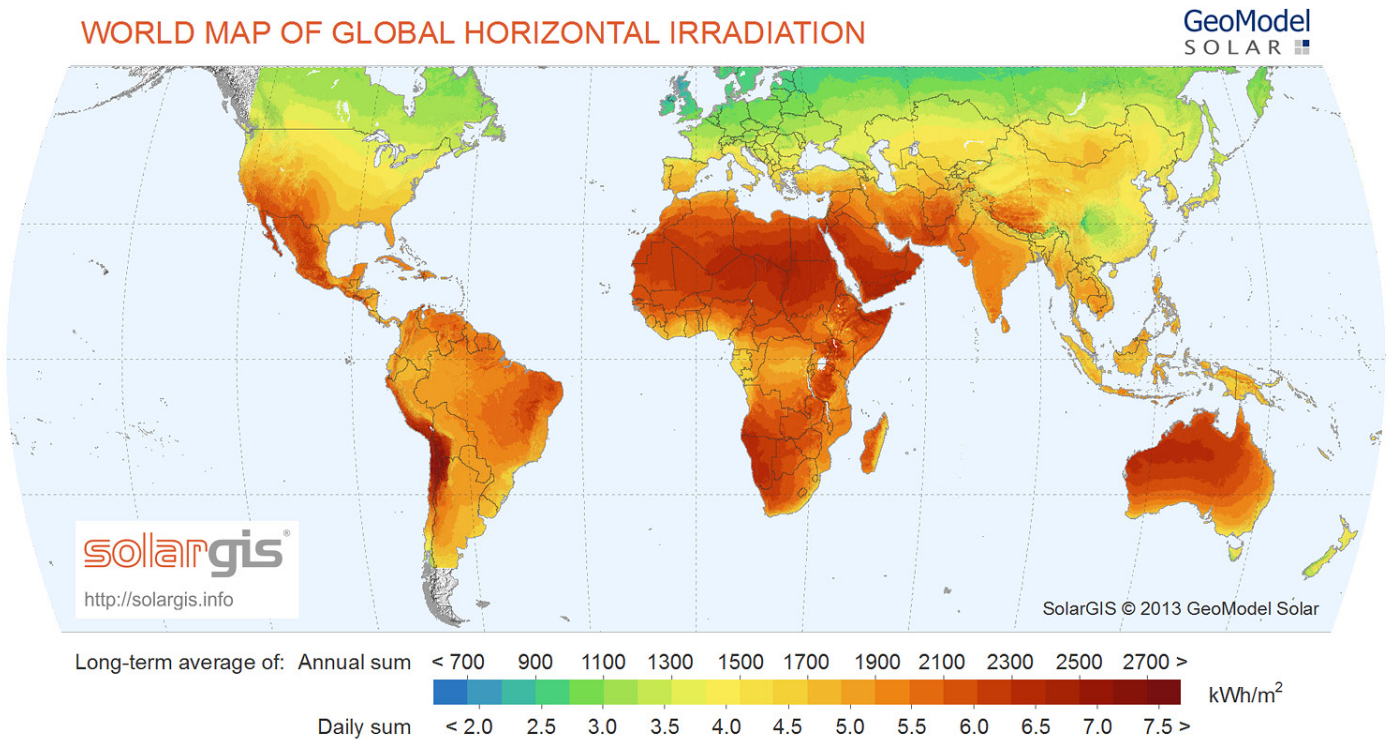 WORLD MAP OF GLOBAL HORIZONTAL IRRADIATION
GeoModel
SOLAR
solargis®
http://solargis.info
SolarGIS © 2013 GeoModel Solar
Long-term average of: Annual sum < 700 900 1100 1300 1500 1700 1900 2100 2300 2500 2700 >
kWh/m²
Daily sum < 2.0 2.5 3.0 3.5 4.0 4.5 5.0 5.5 6.0 6.5 7.0 7.5 >